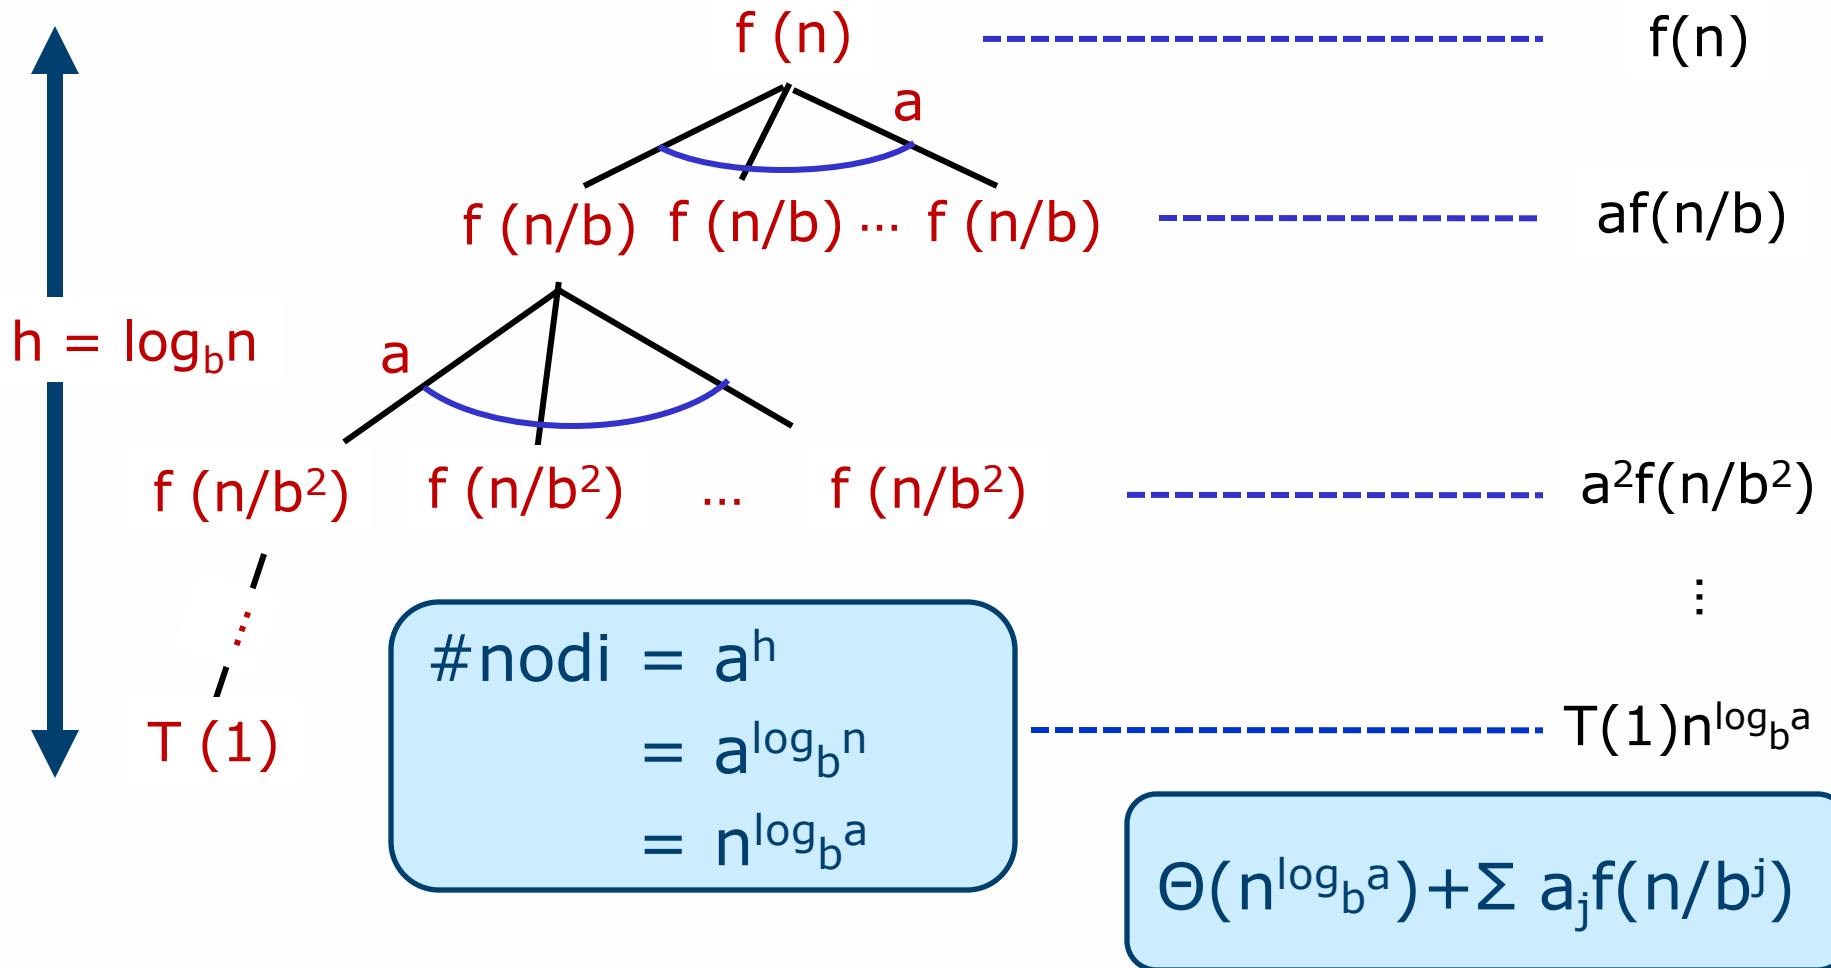 f (n) f(n)
a
f (n/b) f (n/b) ... f (n/b) af(n/b)
h = log_b n
a
f (n/b²) f (n/b²) ... f (n/b²) a²f(n/b²)
... ⋮
#nodi = a^h
T (1) = a^(log_b n) T(1)n^(log_b a)
= n^(log_b a)
Θ(n^(log_b a))+Σ a_j f(n/b^j)